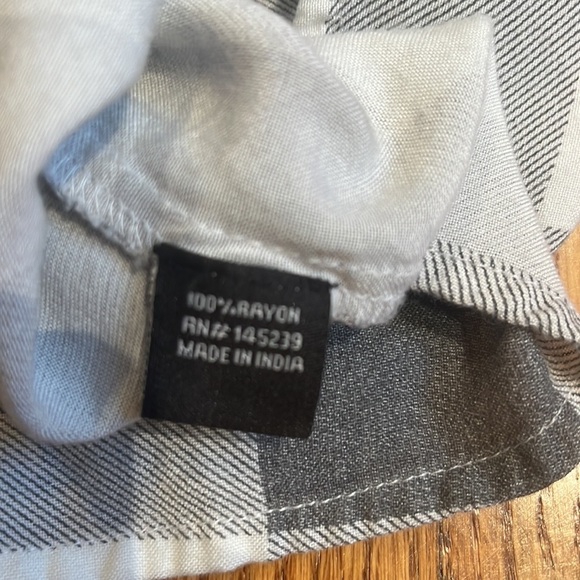 100% RAYON
RN# 145239
MADE IN INDIA